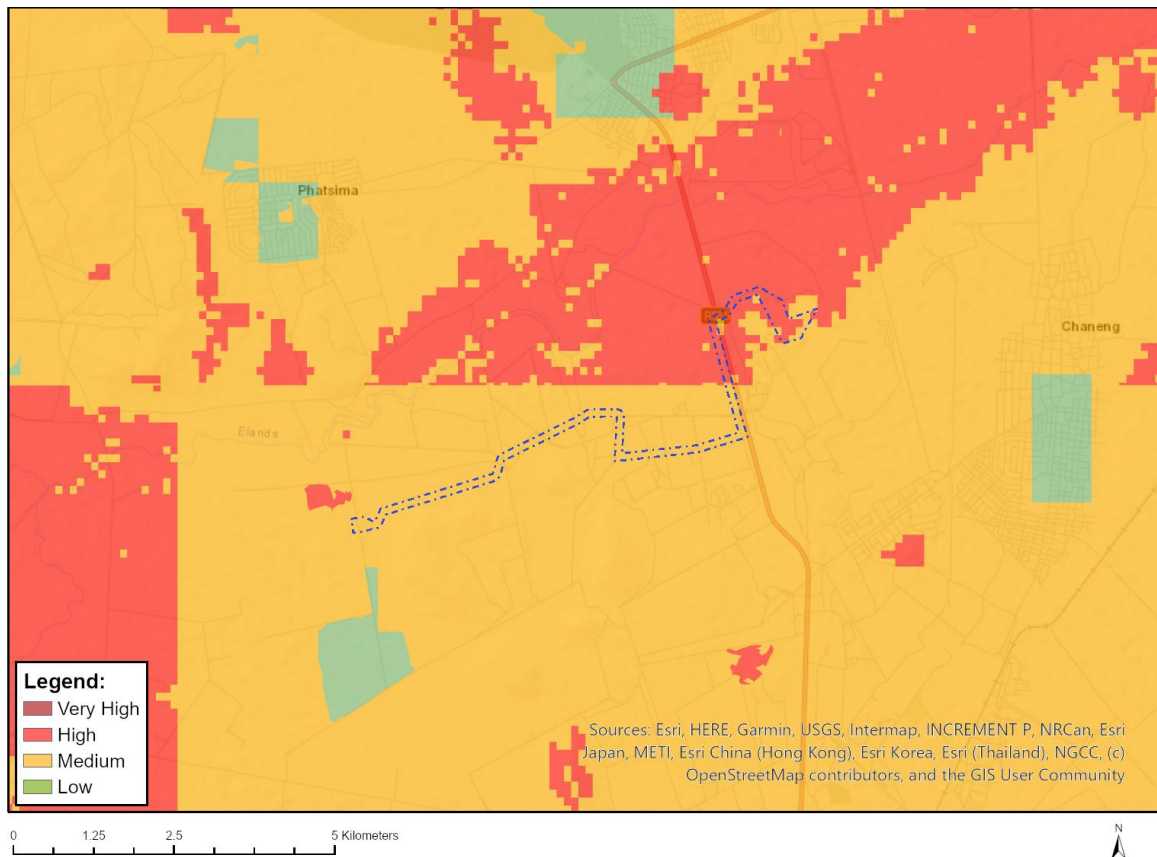 Phatsima
Chaneng
Elands
Legend:
Very High
High
Medium
Low
Sources: Esri, HERE, Garmin, USGS, Intermap, INCREMENT P, NRCan, Esri
Japan, METI, Esri China (Hong Kong), Esri Korea, Esri (Thailand), NGCC, (c)
OpenStreetMap contributors, and the GIS User Community
0 1.25 2.5 5 Kilometers
N